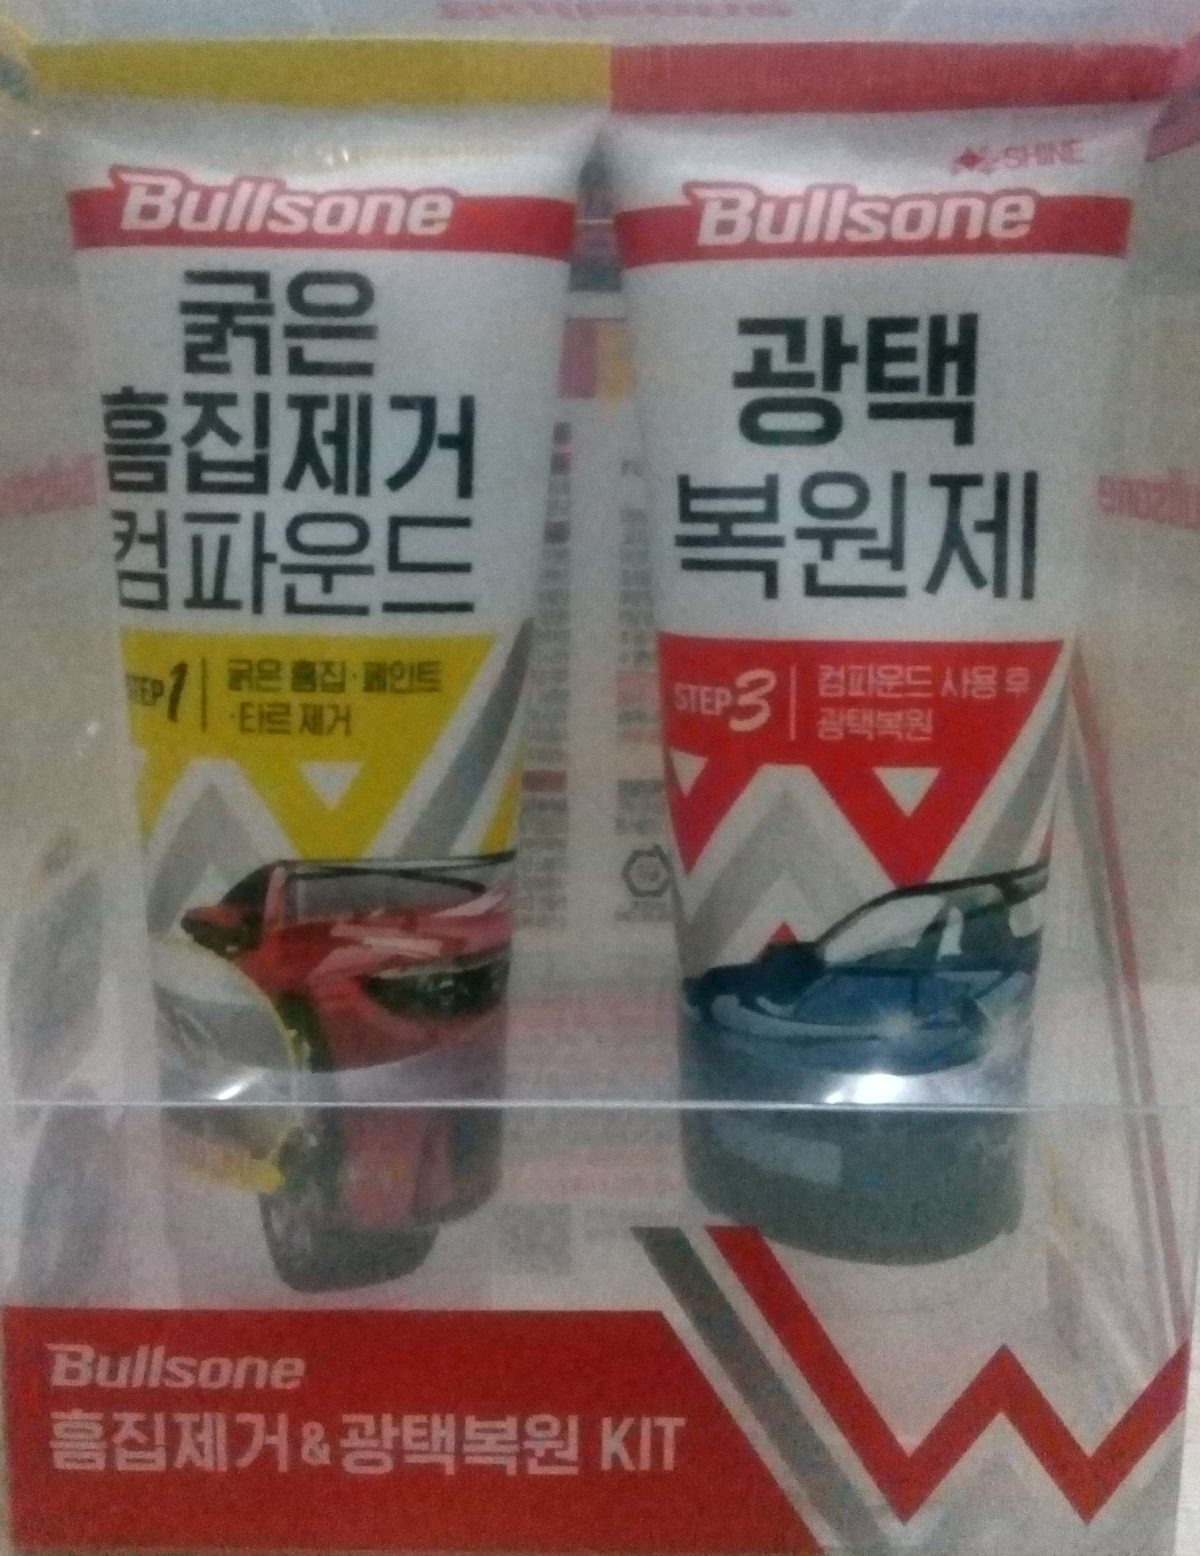 Bullsone
굵은
흠집제거
컴파운드
STEP1
굵은 흠집·페인트
·타르 제거
SHINE
Bullsone
광택
복원제
STEP3
컴파운드 사용 후
광택복원
Bullsone
흠집제거&광택복원 KIT